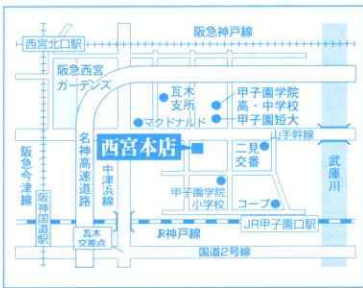 阪急神戸線
西宮北口駅
阪急西宮
ガーデンズ
瓦木
支所
甲子園学院
高・中学校
甲子園短大
マクドナルド
山手幹線
西宮本店
二見
交番
武庫川
名神高速道路
中津浜線
阪急今津線
阪神国道駅
甲子園学院
小学校
コープ
瓦木
交差点
JR神戸線
JR甲子園口駅
国道2号線